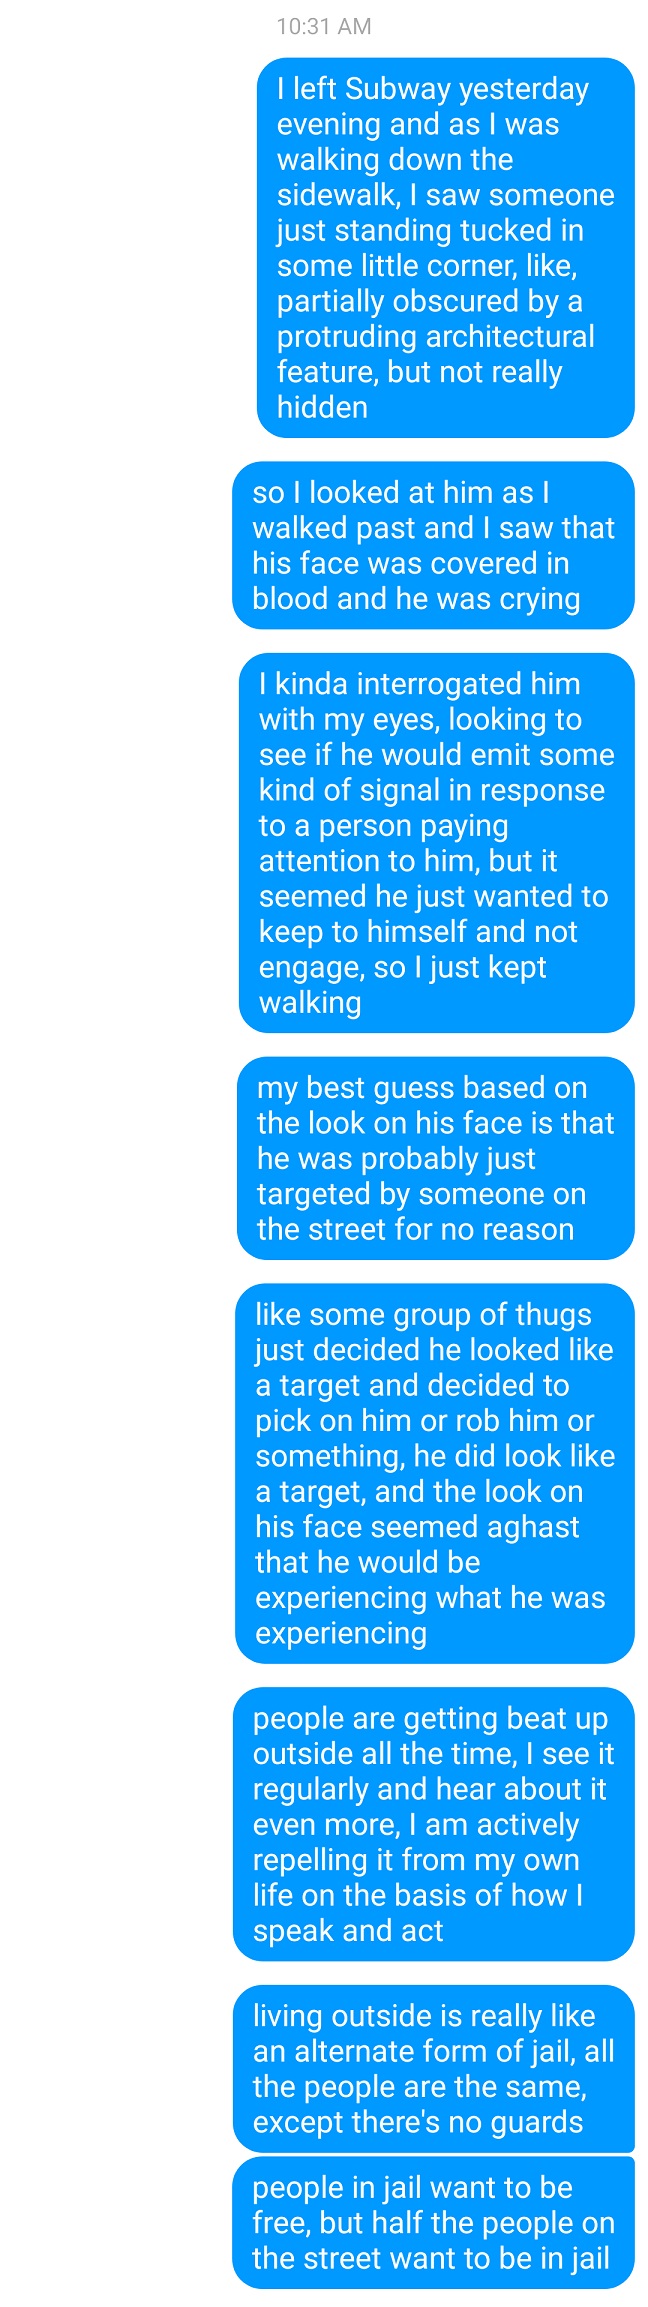 10:31 AM
I left Subway yesterday
evening and as I was
walking down the
sidewalk, I saw someone
just standing tucked in
some little corner, like,
partially obscured by a
protruding architectural
feature, but not really
hidden
so I looked at him as I
walked past and I saw that
his face was covered in
blood and he was crying
I kinda interrogated him
with my eyes, looking to
see if he would emit some
kind of signal in response
to a person paying
attention to him, but it
seemed he just wanted to
keep to himself and not
engage, so I just kept
walking
my best guess based on
the look on his face is that
he was probably just
targeted by someone on
the street for no reason
like some group of thugs
just decided he looked like
a target and decided to
pick on him or rob him or
something, he did look like
a target, and the look on
his face seemed aghast
that he would be
experiencing what he was
experiencing
people are getting beat up
outside all the time, I see it
regularly and hear about it
even more, I am actively
repelling it from my own
life on the basis of how I
speak and act
living outside is really like
an alternate form of jail, all
the people are the same,
except there's no guards
people in jail want to be
free, but half the people on
the street want to be in jail